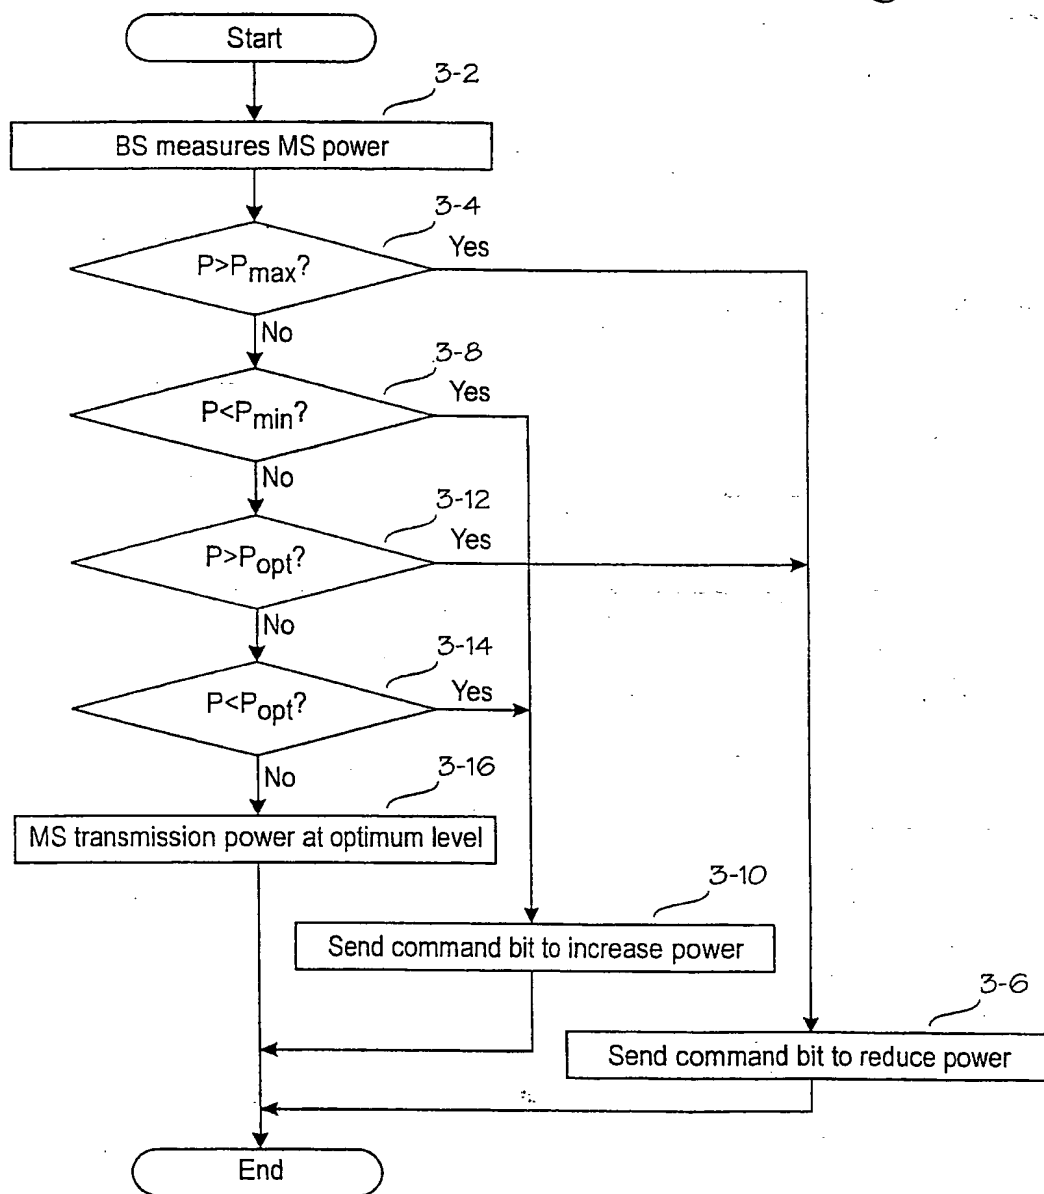 Start
3-2
BS measures MS power
3-4
Yes
P>Pmax?
No
3-8
Yes
P<Pmin?
No
3-12
Yes
P>Popt?
No
3-14
Yes
P<Popt?
No
3-16
MS transmission power at optimum level
3-10
Send command bit to increase power
3-6
Send command bit to reduce power
End